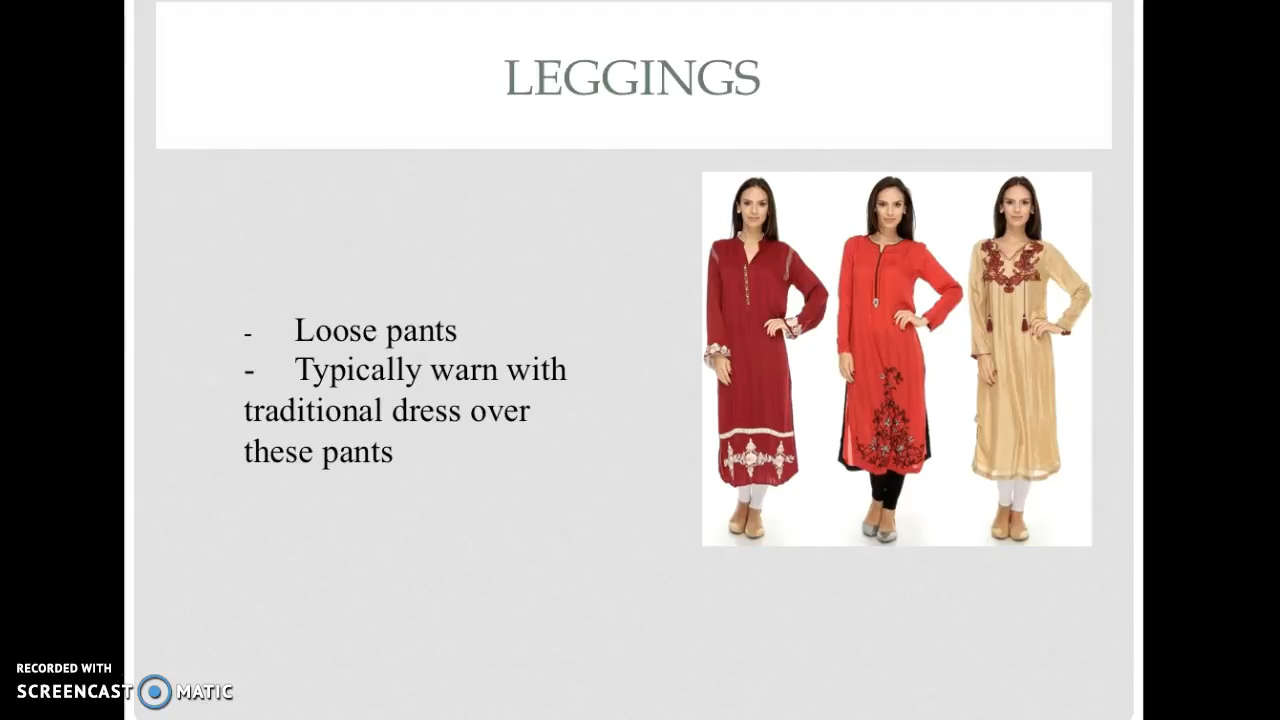 LEGGINGS
- Loose pants
- Typically warn with
traditional dress over
these pants
RECORDED WITH
SCREENCAST MATIC